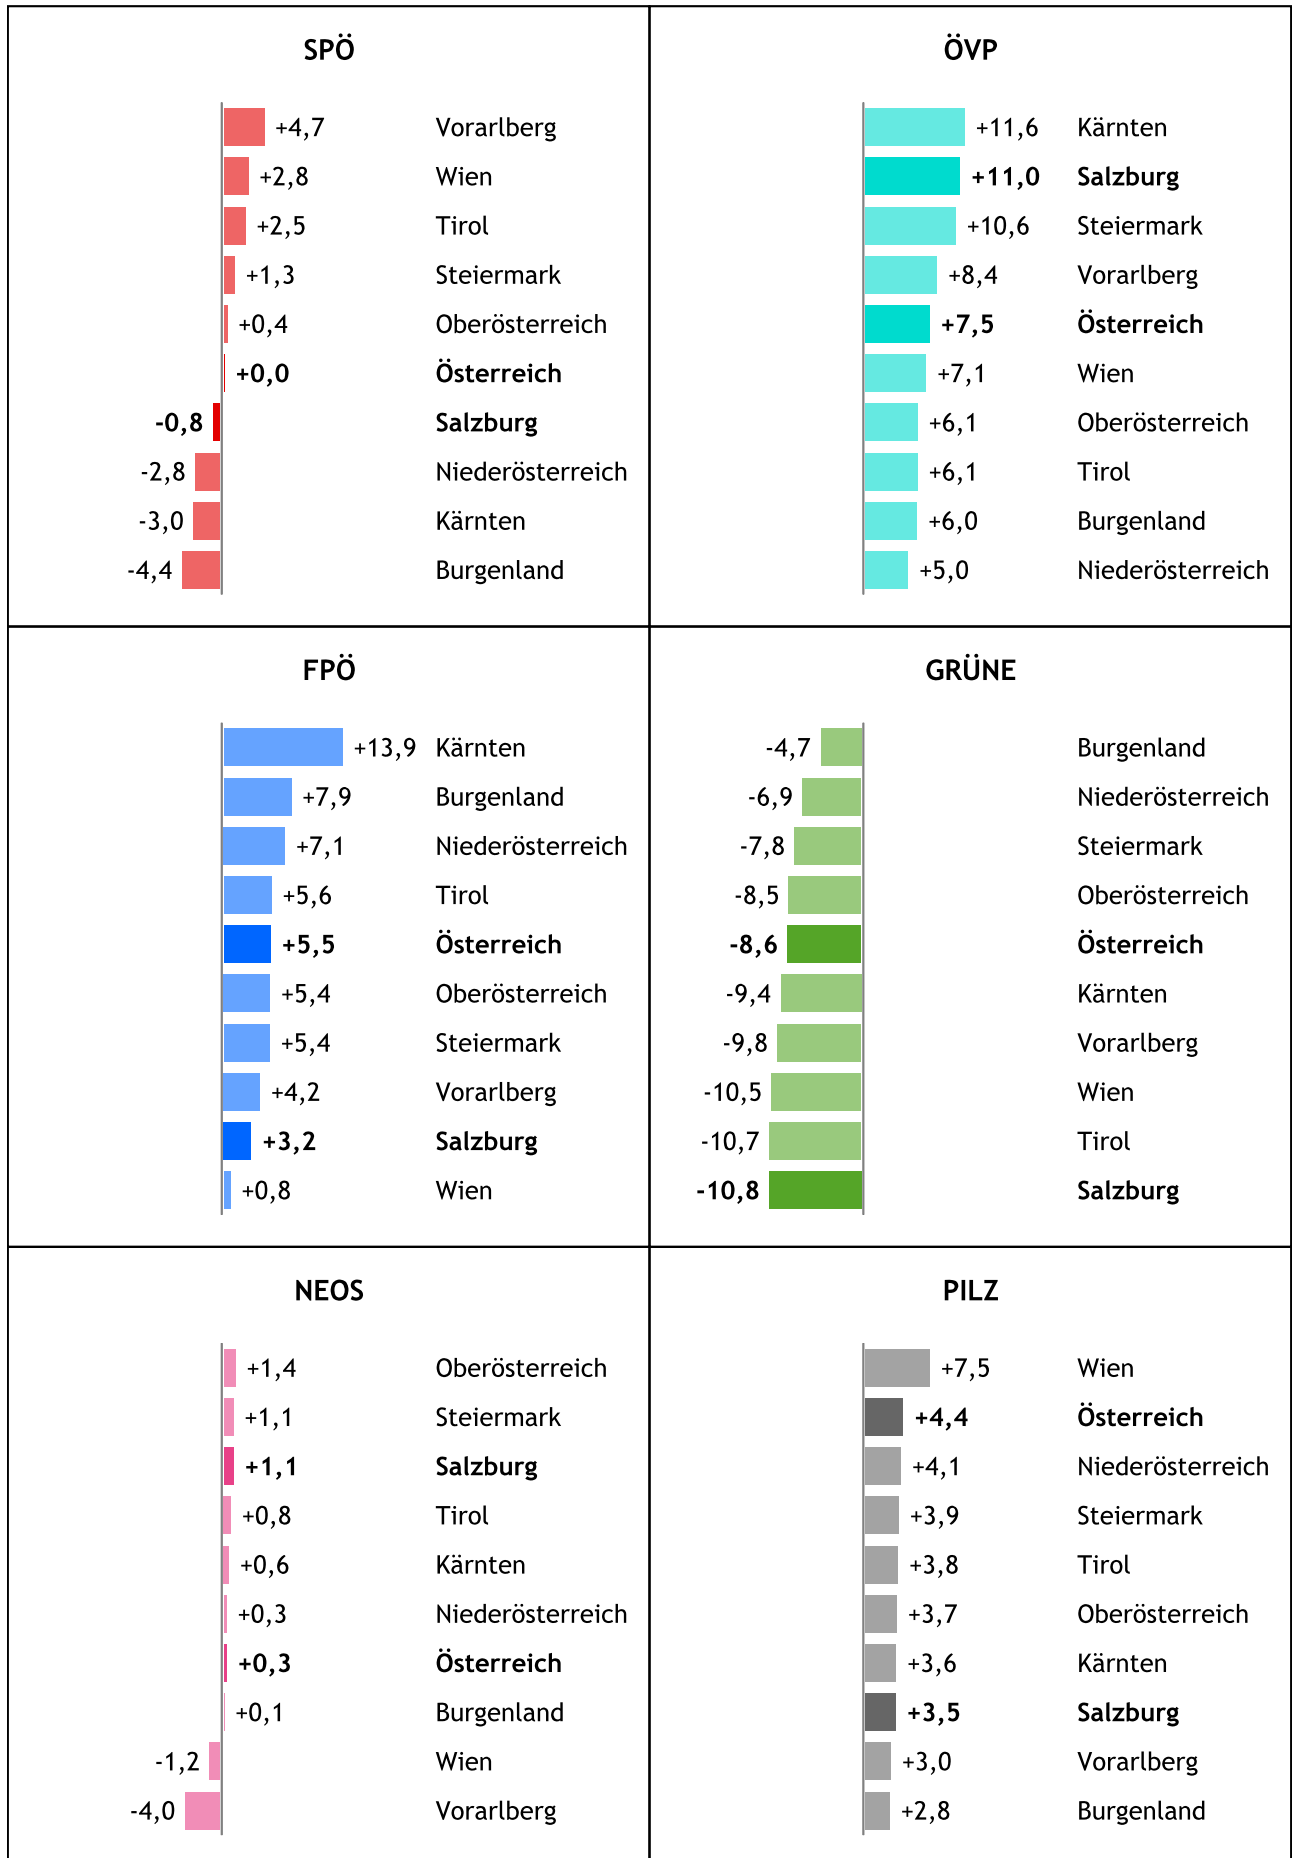 SPÖ
+4,7 Vorarlberg
+2,8 Wien
+2,5 Tirol
+1,3 Steiermark
+0,4 Oberösterreich
+0,0 Österreich
-0,8 Salzburg
-2,8 Niederösterreich
-3,0 Kärnten
-4,4 Burgenland
ÖVP
+11,6 Kärnten
+11,0 Salzburg
+10,6 Steiermark
+8,4 Vorarlberg
+7,5 Österreich
+7,1 Wien
+6,1 Oberösterreich
+6,1 Tirol
+6,0 Burgenland
+5,0 Niederösterreich
FPÖ
+13,9 Kärnten
+7,9 Burgenland
+7,1 Niederösterreich
+5,6 Tirol
+5,5 Österreich
+5,4 Oberösterreich
+5,4 Steiermark
+4,2 Vorarlberg
+3,2 Salzburg
+0,8 Wien
GRÜNE
-4,7 Burgenland
-6,9 Niederösterreich
-7,8 Steiermark
-8,5 Oberösterreich
-8,6 Österreich
-9,4 Kärnten
-9,8 Vorarlberg
-10,5 Wien
-10,7 Tirol
-10,8 Salzburg
NEOS
+1,4 Oberösterreich
+1,1 Steiermark
+1,1 Salzburg
+0,8 Tirol
+0,6 Kärnten
+0,3 Niederösterreich
+0,3 Österreich
+0,1 Burgenland
-1,2 Wien
-4,0 Vorarlberg
PILZ
+7,5 Wien
+4,4 Österreich
+4,1 Niederösterreich
+3,9 Steiermark
+3,8 Tirol
+3,7 Oberösterreich
+3,6 Kärnten
+3,5 Salzburg
+3,0 Vorarlberg
+2,8 Burgenland